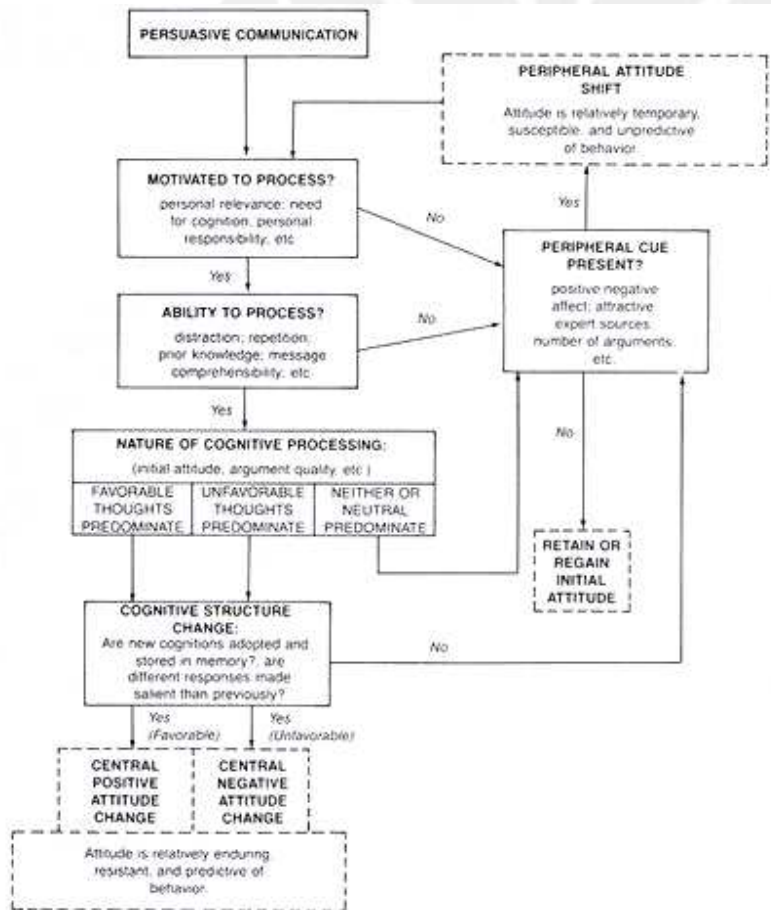 PERSUASIVE COMMUNICATION
PERIPHERAL ATTITUDE
SHIFT
Attitude is relatively temporary,
susceptible, and unpredictive
of behavior.
MOTIVATED TO PROCESS?
personal relevance; need
for cognition; personal
responsibility, etc
No
Yes
PERIPHERAL CUE
PRESENT?
positive negative
affect; attractive
expert sources
number of arguments,
etc.
Yes
ABILITY TO PROCESS?
distraction; repetition;
prior knowledge; message
comprehensibility, etc
No
Yes
NATURE OF COGNITIVE PROCESSING:
(initial attitude, argument quality, etc )
FAVORABLE
THOUGHTS
PREDOMINATE
UNFAVORABLE
THOUGHTS
PREDOMINATE
NEITHER OR
NEUTRAL
PREDOMINATE
No
RETAIN OR
REGAIN
INITIAL
ATTITUDE
COGNITIVE STRUCTURE
CHANGE:
Are new cognitions adopted and
stored in memory?; are
different responses made
salient than previously?
No
Yes
(Favorable)
Yes
(Unfavorable)
CENTRAL
POSITIVE
ATTITUDE
CHANGE
CENTRAL
NEGATIVE
ATTITUDE
CHANGE
Attitude is relatively enduring
resistant, and predictive of
behavior.